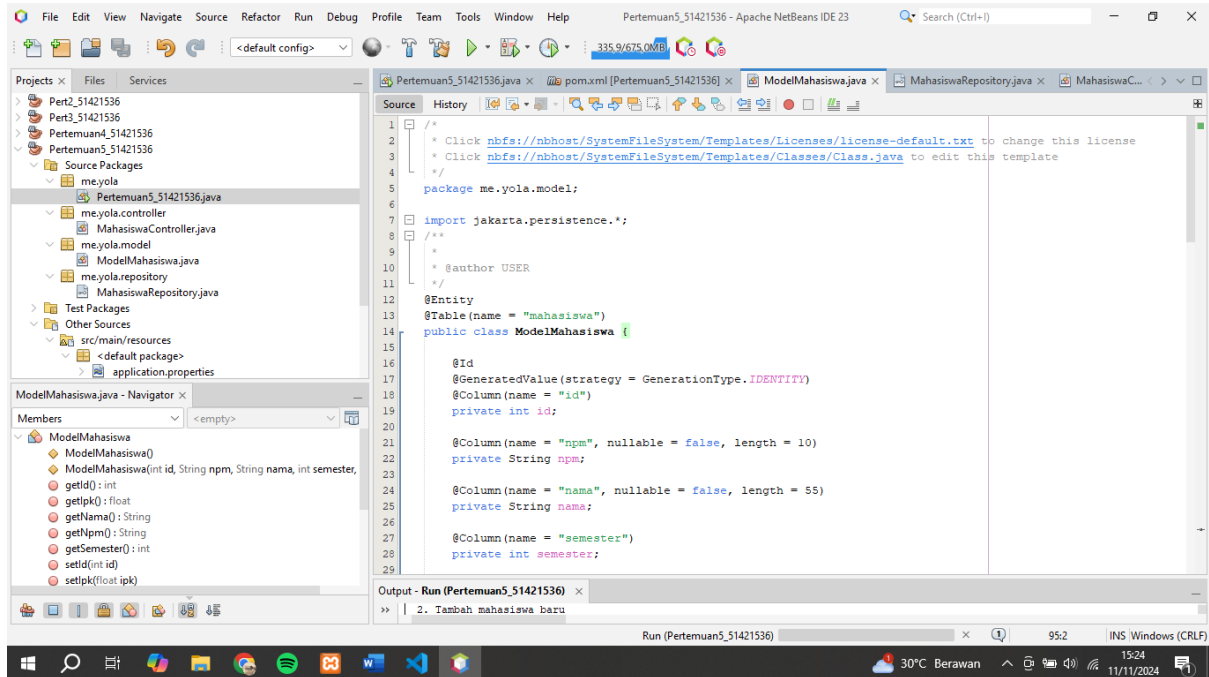 File Edit View Navigate Source Refactor Run Debug Profile Team Tools Window Help Pertemuan5_51421536 - Apache NetBeans IDE 23 Search (Ctrl+I)
<default config> 335.9/675.0MB
Projects Files Services
Pert2_51421536
Pert3_51421536
Pertemuan4_51421536
Pertemuan5_51421536
Source Packages
me.yola
Pertemuan5_51421536.java
me.yola.controller
MahasiswaController.java
me.yola.model
ModelMahasiswa.java
me.yola.repository
MahasiswaRepository.java
Test Packages
Other Sources
src/main/resources
<default package>
application.properties
ModelMahasiswa.java - Navigator
Members <empty>
ModelMahasiswa
ModelMahasiswa()
ModelMahasiswa(int id, String npm, String nama, int semester,
getId() : int
getIpk() : float
getNama() : String
getNpm() : String
getSemester() : int
setId(int id)
setIpk(float ipk)
Pertemuan5_51421536.java pom.xml [Pertemuan5_51421536] ModelMahasiswa.java MahasiswaRepository.java MahasiswaC...
Source History
1 /*
2 * Click nbfs://nbhost/SystemFileSystem/Templates/Licenses/license-default.txt to change this license
3 * Click nbfs://nbhost/SystemFileSystem/Templates/Classes/Class.java to edit this template
4 */
5 package me.yola.model;
6
7 import jakarta.persistence.*;
8 /**
9 *
10 * @author USER
11 */
12 @Entity
13 @Table(name = "mahasiswa")
14 public class ModelMahasiswa {
15
16 @Id
17 @GeneratedValue(strategy = GenerationType.IDENTITY)
18 @Column(name = "id")
19 private int id;
20
21 @Column(name = "npm", nullable = false, length = 10)
22 private String npm;
23
24 @Column(name = "nama", nullable = false, length = 55)
25 private String nama;
26
27 @Column(name = "semester")
28 private int semester;
29
Output - Run (Pertemuan5_51421536)
2. Tambah mahasiswa baru
Run (Pertemuan5_51421536) 1 95:2 INS Windows (CRLF)
30°C Berawan 15:24
11/11/2024